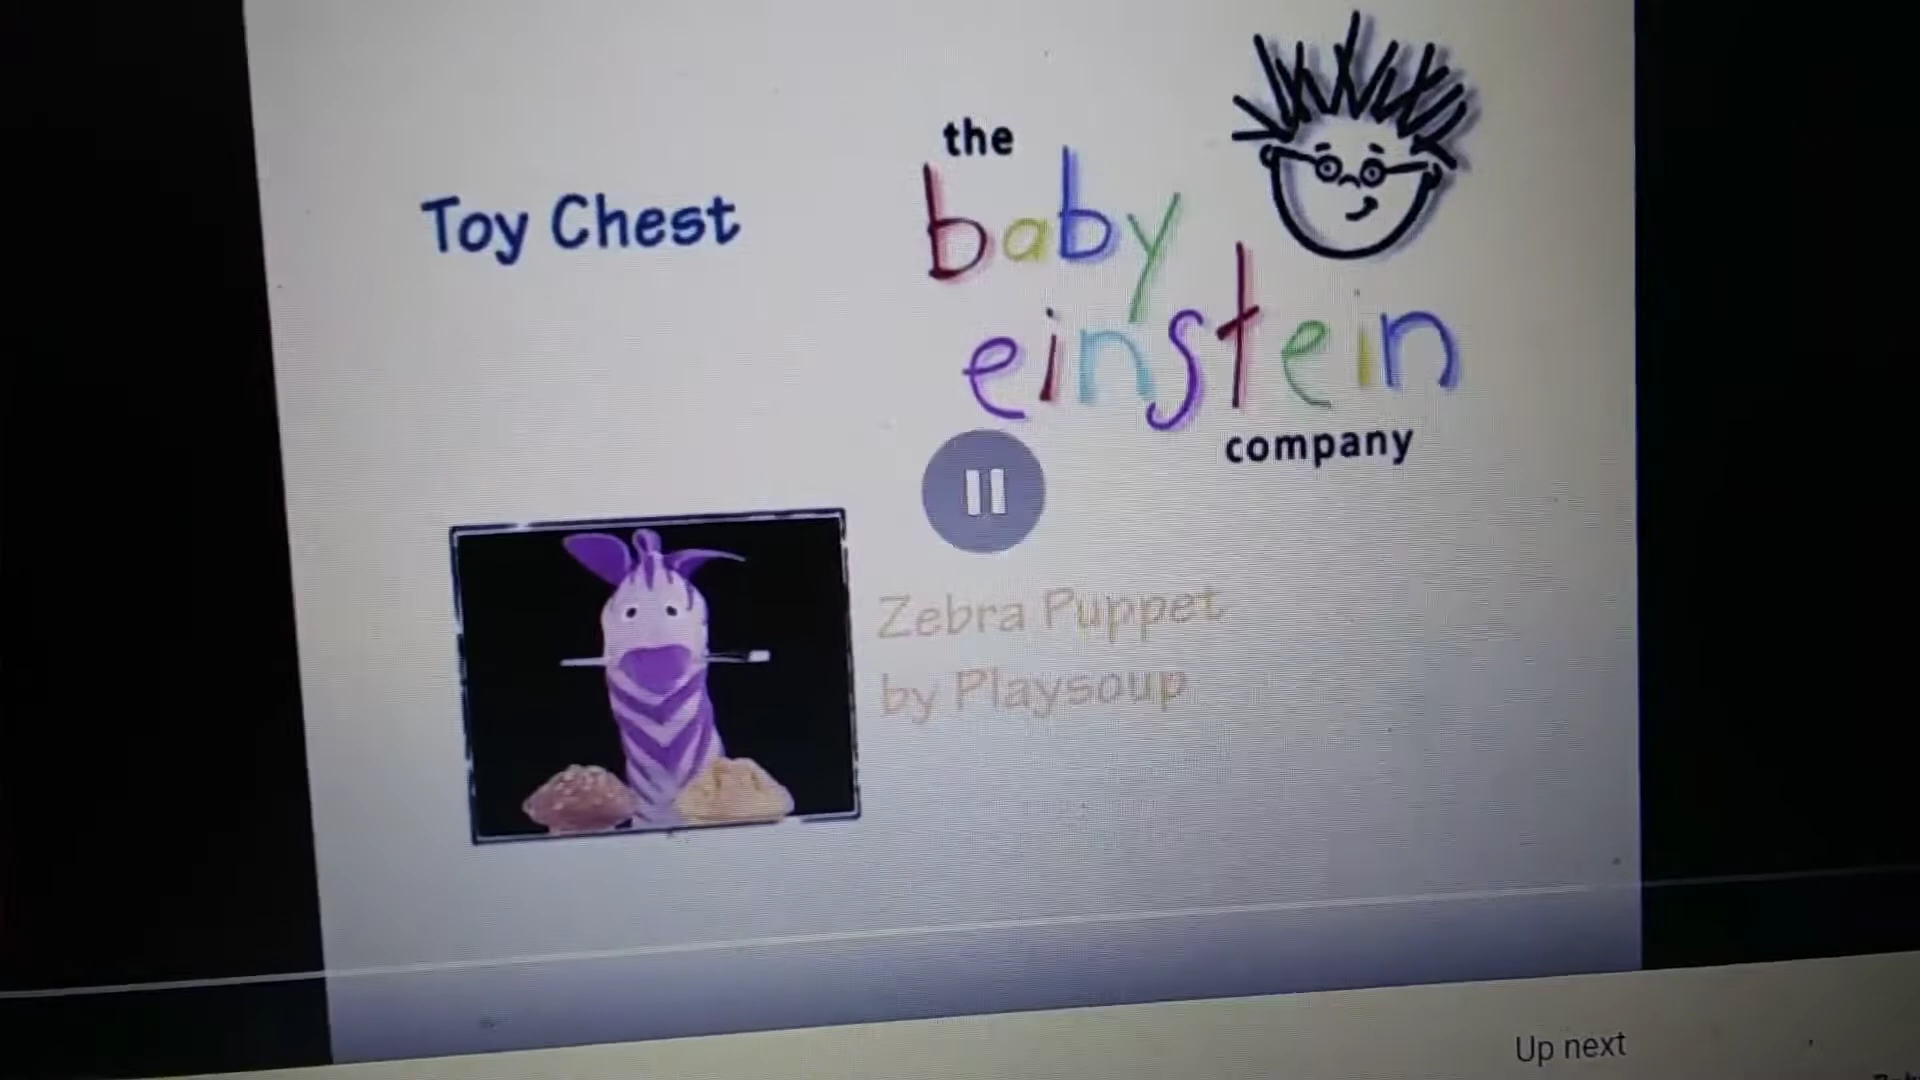 Toy Chest
the
baby
einstein
company
Zebra Puppet
by Playsoup
Up next